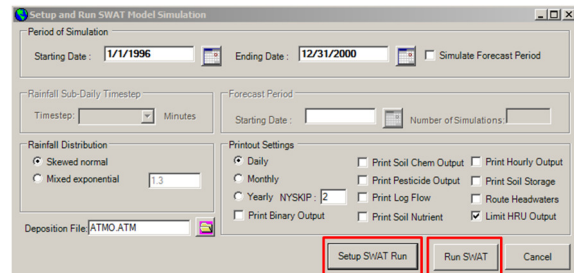 Setup and Run SWAT Model Simulation
Period of Simulation
Starting Date : 1/1/1996 Ending Date : 12/31/2000 Simulate Forecast Period
Rainfall Sub-Daily Timestep
Timestep: Minutes
Forecast Period
Starting Date : Number of Simulations:
Rainfall Distribution
Skewed normal
Mixed exponential 1.3
Printout Settings
Daily Print Soil Chem Output Print Hourly Output
Monthly Print Pesticide Output Print Soil Storage
Yearly NYSKIP : 2 Print Log Flow Route Headwaters
Print Binary Output Print Soil Nutrient Limit HRU Output
Deposition File: ATMO.ATM
Setup SWAT Run Run SWAT Cancel